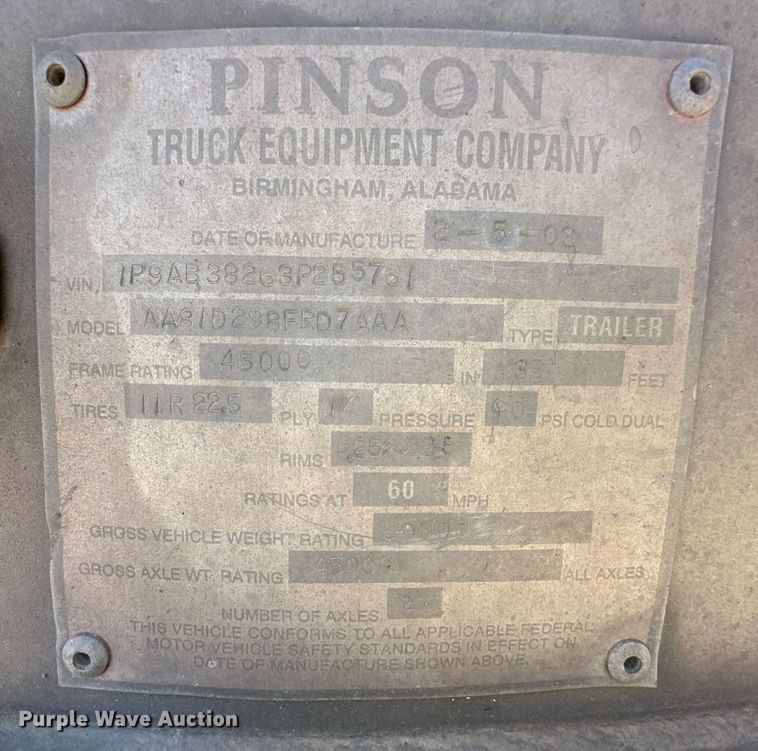 PINSON
TRUCK EQUIPMENT COMPANY
BIRMINGHAM, ALABAMA
DATE OF MANUFACTURE 2-5-03
VIN 1P9AB38263P255761
MODEL AA81D298FRD7AAA TYPE TRAILER
FRAME RATING 45000 IN FEET
TIRES 11R 22.5 PLY PRESSURE PSI COLD DUAL
RIMS
RATINGS AT 60 MPH
GROSS VEHICLE WEIGHT RATING
GROSS AXLE WT. RATING ALL AXLES
NUMBER OF AXLES 2
THIS VEHICLE CONFORMS TO ALL APPLICABLE FEDERAL
MOTOR VEHICLE SAFETY STANDARDS IN EFFECT ON
DATE OF MANUFACTURE SHOWN ABOVE.
Purple Wave Auction